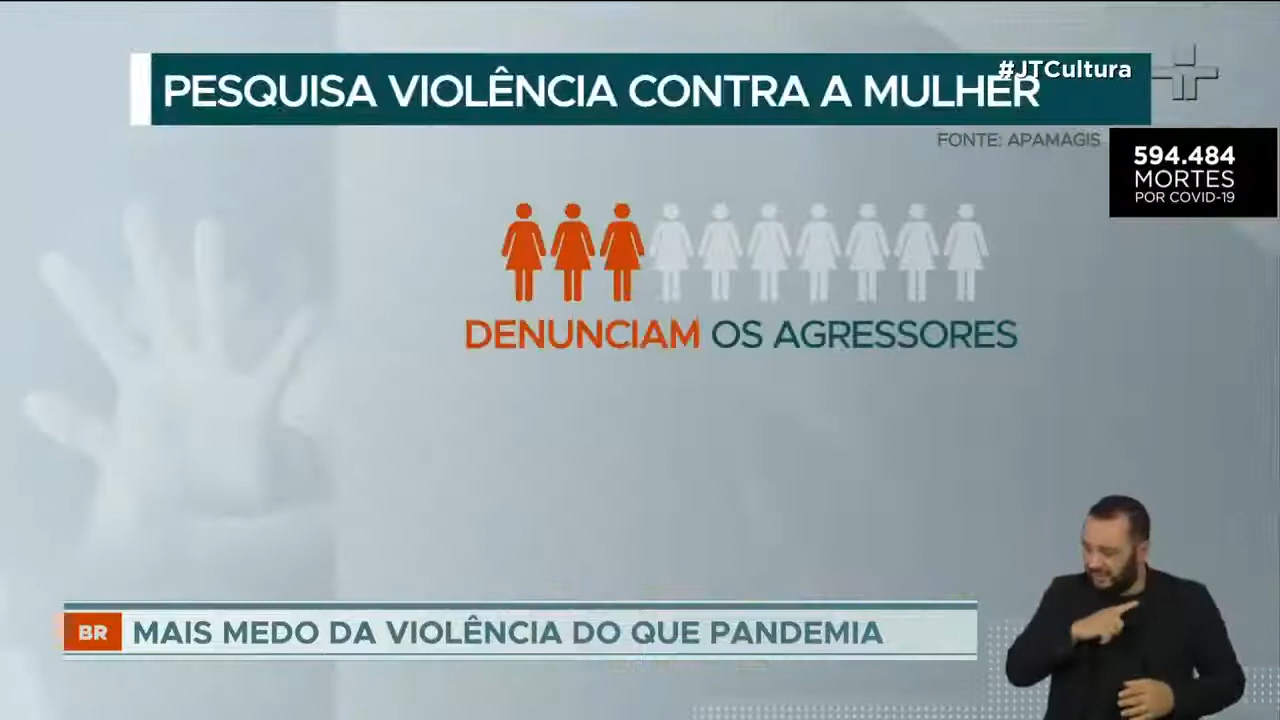 PESQUISA VIOLÊNCIA CONTRA A MULHER
#JTCultura
FONTE: APAMAGIS
594.484
MORTES
POR COVID-19
DENUNCIAM OS AGRESSORES
BR MAIS MEDO DA VIOLÊNCIA DO QUE PANDEMIA